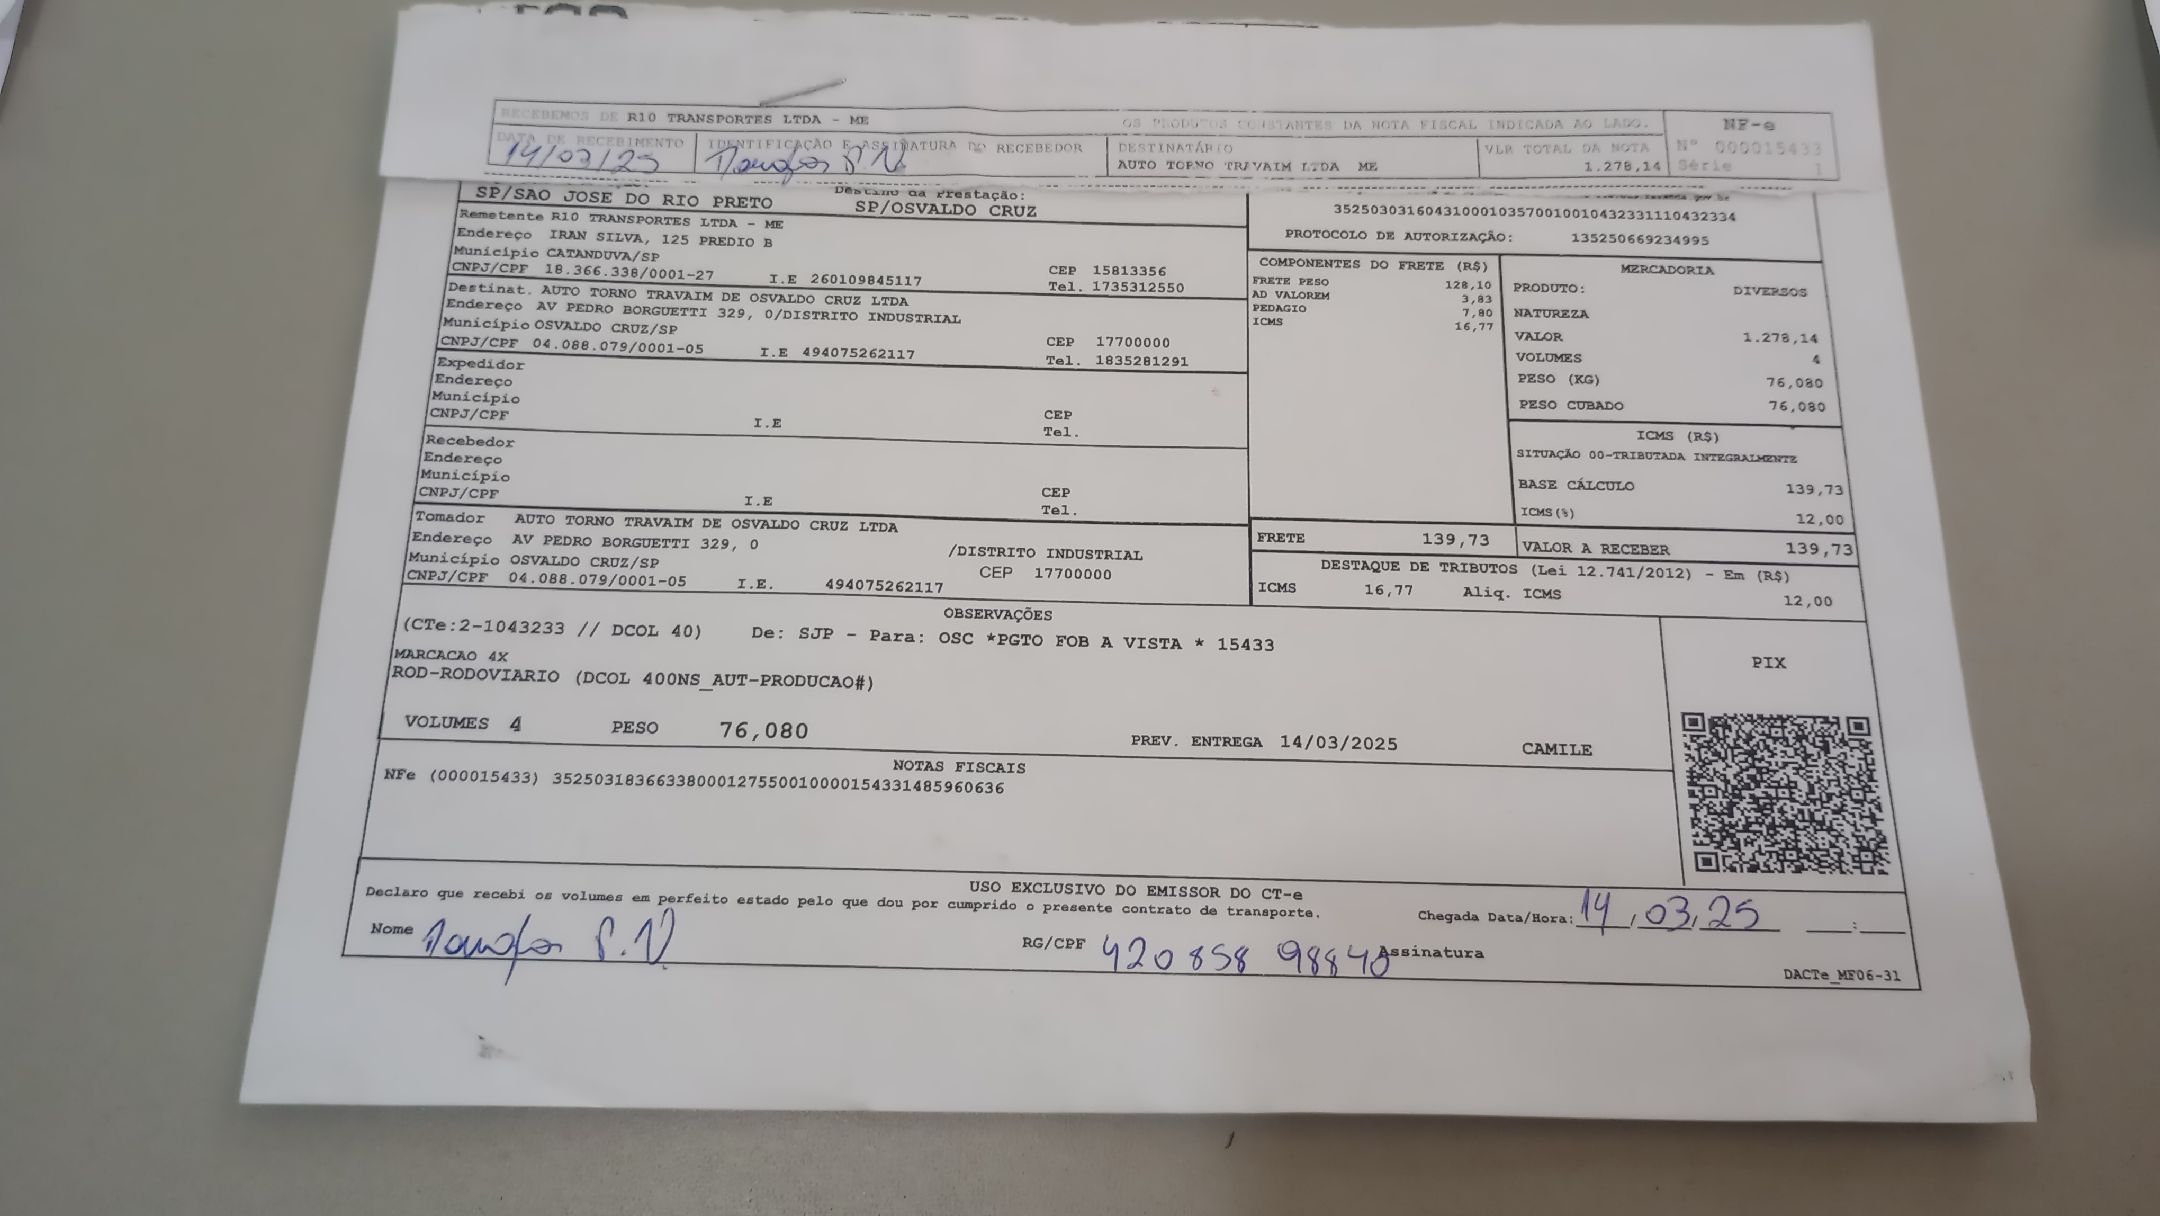 RECEBEMOS DE R10 TRANSPORTES LTDA - ME OS PRODUTOS CONSTANTES DA NOTA FISCAL INDICADA AO LADO.
NF-e
DATA DE RECEBIMENTO IDENTIFICAÇÃO E ASSINATURA DO RECEBEDOR DESTINATÁRIO VLR TOTAL DA NOTA Nº 000015433
14/03/25 AUTO TORNO TRAVAIM LTDA ME 1.278,14 Série 1
Destino da Prestação:
SP/SAO JOSE DO RIO PRETO SP/OSVALDO CRUZ
35250303160431000103570010010432331110432334
PROTOCOLO DE AUTORIZAÇÃO: 135250669234995
Remetente R10 TRANSPORTES LTDA - ME
Endereço IRAN SILVA, 125 PREDIO B
Município CATANDUVA/SP CEP 15813356
CNPJ/CPF 18.366.338/0001-27 I.E 260109845117 Tel. 1735312550
Destinat. AUTO TORNO TRAVAIM DE OSVALDO CRUZ LTDA
Endereço AV PEDRO BORGUETTI 329, 0/DISTRITO INDUSTRIAL
Município OSVALDO CRUZ/SP CEP 17700000
CNPJ/CPF 04.088.079/0001-05 I.E 494075262117 Tel. 1835281291
Expedidor
Endereço
Município CEP
CNPJ/CPF I.E Tel.
Recebedor
Endereço
Município CEP
CNPJ/CPF I.E Tel.
Tomador AUTO TORNO TRAVAIM DE OSVALDO CRUZ LTDA
Endereço AV PEDRO BORGUETTI 329, 0 /DISTRITO INDUSTRIAL
Município OSVALDO CRUZ/SP CEP 17700000
CNPJ/CPF 04.088.079/0001-05 I.E. 494075262117
COMPONENTES DO FRETE (R$)
FRETE PESO 128,10
AD VALOREM 3,83
PEDAGIO 7,80
ICMS 16,77
MERCADORIA
PRODUTO: DIVERSOS
NATUREZA
VALOR 1.278,14
VOLUMES 4
PESO (KG) 76,080
PESO CUBADO 76,080
ICMS (R$)
SITUAÇÃO 00-TRIBUTADA INTEGRALMENTE
BASE CÁLCULO 139,73
ICMS(%) 12,00
FRETE 139,73 VALOR A RECEBER 139,73
DESTAQUE DE TRIBUTOS (Lei 12.741/2012) - Em (R$)
ICMS 16,77 Aliq. ICMS 12,00
OBSERVAÇÕES
(CTe:2-1043233 // DCOL 40) De: SJP - Para: OSC *PGTO FOB A VISTA * 15433
MARCACAO 4X
ROD-RODOVIARIO (DCOL 400NS_AUT-PRODUCAO#)
VOLUMES 4 PESO 76,080 PREV. ENTREGA 14/03/2025 CAMILE
PIX
NOTAS FISCAIS
NFe (000015433) 35250318366338000127550010000154331485960636
USO EXCLUSIVO DO EMISSOR DO CT-e
Declaro que recebi os volumes em perfeito estado pelo que dou por cumprido o presente contrato de transporte. Chegada Data/Hora: 14/03/25 :
Nome RG/CPF 420 858 98840 Assinatura
DACTe_MF06-31